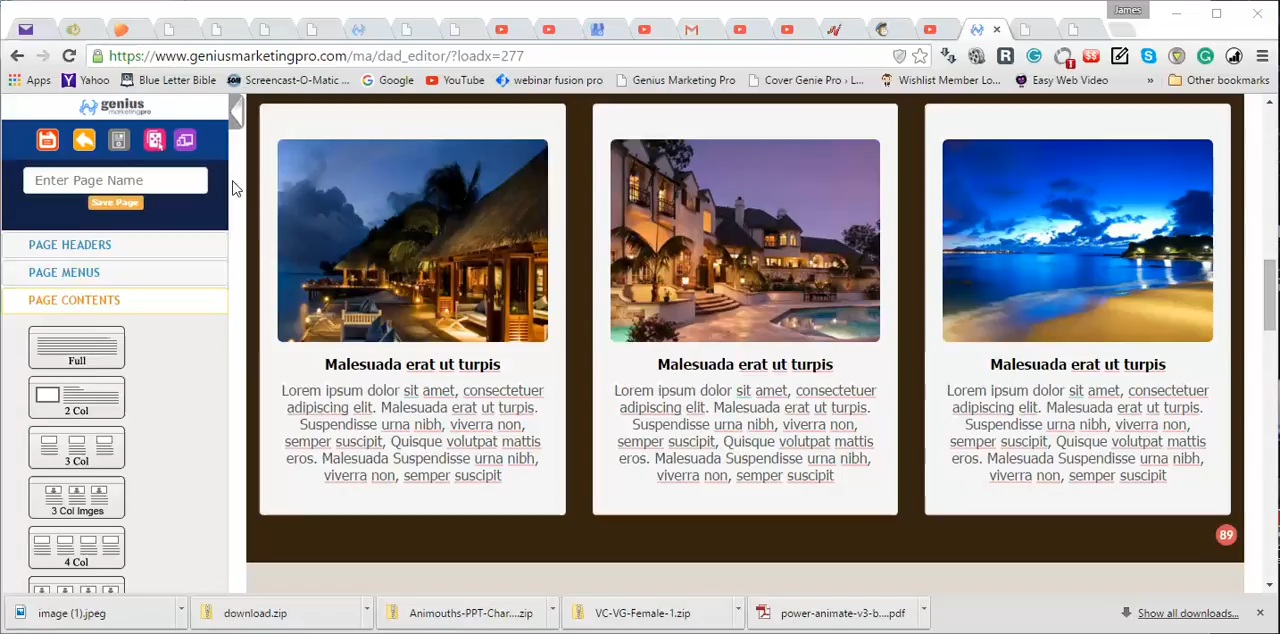 James
https://www.geniusmarketingpro.com/ma/dad_editor/?loadx=277
Apps Yahoo Blue Letter Bible Screencast-O-Matic ... Google YouTube webinar fusion pro Genius Marketing Pro Cover Genie Pro › L... Wishlist Member Lo... Easy Web Video » Other bookmarks
genius
marketingpro
Enter Page Name
Save Page
PAGE HEADERS
PAGE MENUS
PAGE CONTENTS
Full
2 Col
3 Col
3 Col Imges
4 Col
Malesuada erat ut turpis
Lorem ipsum dolor sit amet, consectetuer
adipiscing elit. Malesuada erat ut turpis.
Suspendisse urna nibh, viverra non,
semper suscipit, Quisque volutpat mattis
eros. Malesuada Suspendisse urna nibh,
viverra non, semper suscipit
Malesuada erat ut turpis
Lorem ipsum dolor sit amet, consectetuer
adipiscing elit. Malesuada erat ut turpis.
Suspendisse urna nibh, viverra non,
semper suscipit, Quisque volutpat mattis
eros. Malesuada Suspendisse urna nibh,
viverra non, semper suscipit
Malesuada erat ut turpis
Lorem ipsum dolor sit amet, consectetuer
adipiscing elit. Malesuada erat ut turpis.
Suspendisse urna nibh, viverra non,
semper suscipit, Quisque volutpat mattis
eros. Malesuada Suspendisse urna nibh,
viverra non, semper suscipit
89
image (1).jpeg download.zip Animouths-PPT-Char....zip VC-VG-Female-1.zip power-animate-v3-b....pdf Show all downloads...